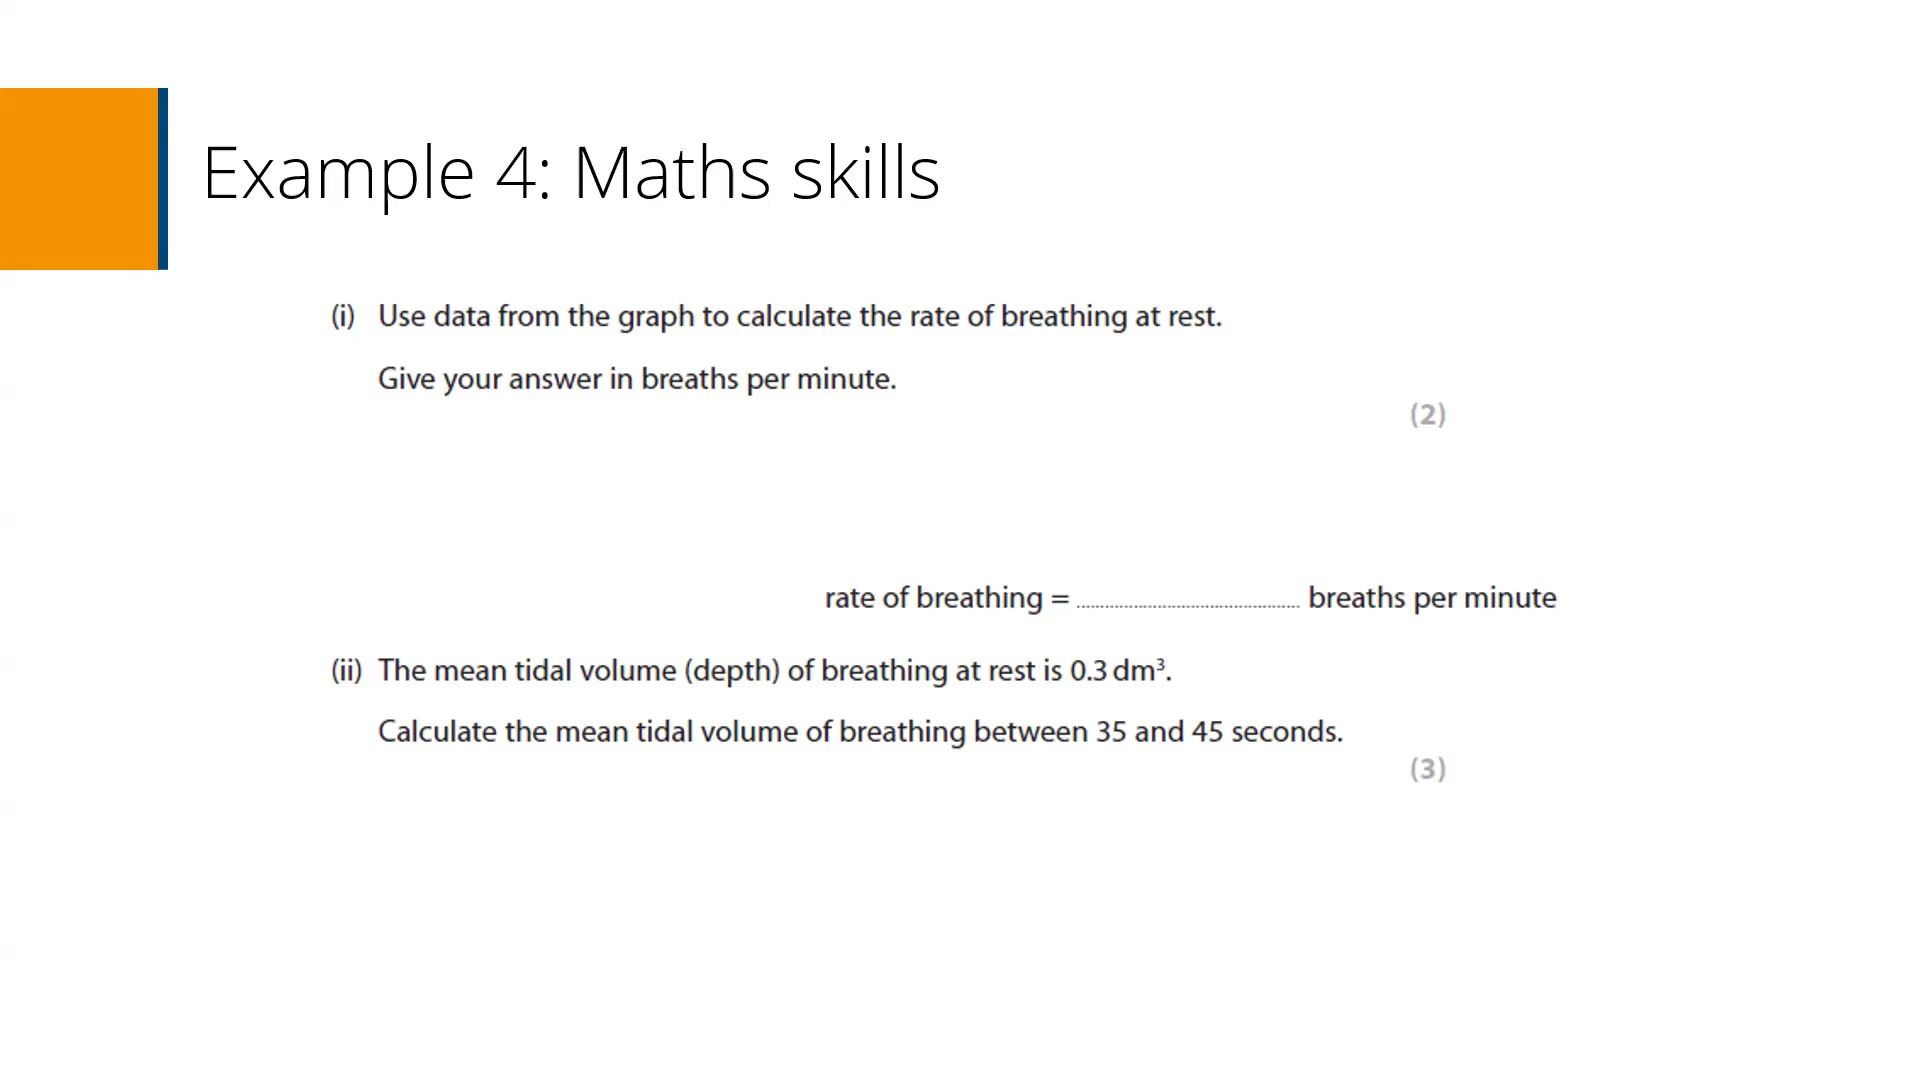 Example 4: Maths skills
(i) Use data from the graph to calculate the rate of breathing at rest.
Give your answer in breaths per minute.
(2)
rate of breathing = ............................................... breaths per minute
(ii) The mean tidal volume (depth) of breathing at rest is 0.3 dm³.
Calculate the mean tidal volume of breathing between 35 and 45 seconds.
(3)